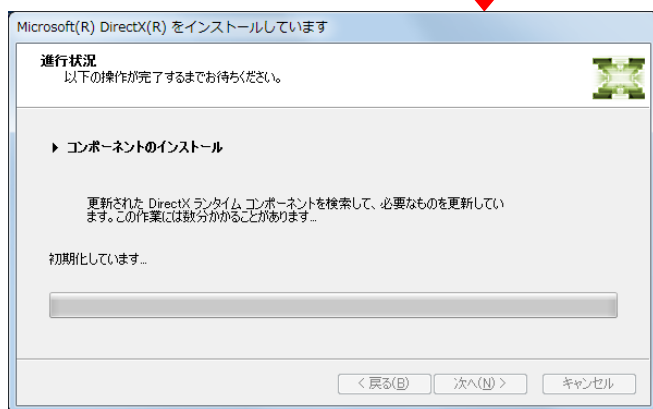 Microsoft(R) DirectX(R) をインストールしています
進行状況
以下の操作が完了するまでお待ちください。
コンポーネントのインストール
更新された DirectX ランタイム コンポーネントを検索して、必要なものを更新してい
ます。この作業には数分かかることがあります...
初期化しています...
< 戻る(B) 次へ(N) > キャンセル